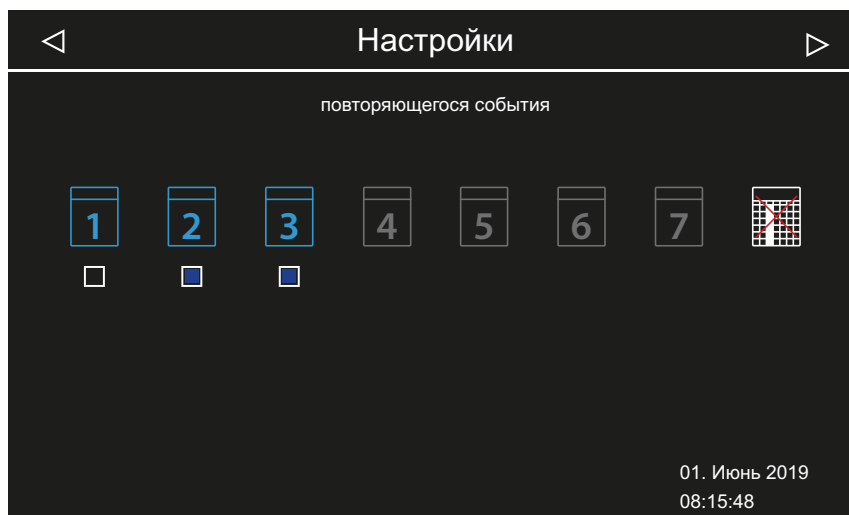 Настройки
повторяющегося события
1 2 3 4 5 6 7
01. Июнь 2019
08:15:48